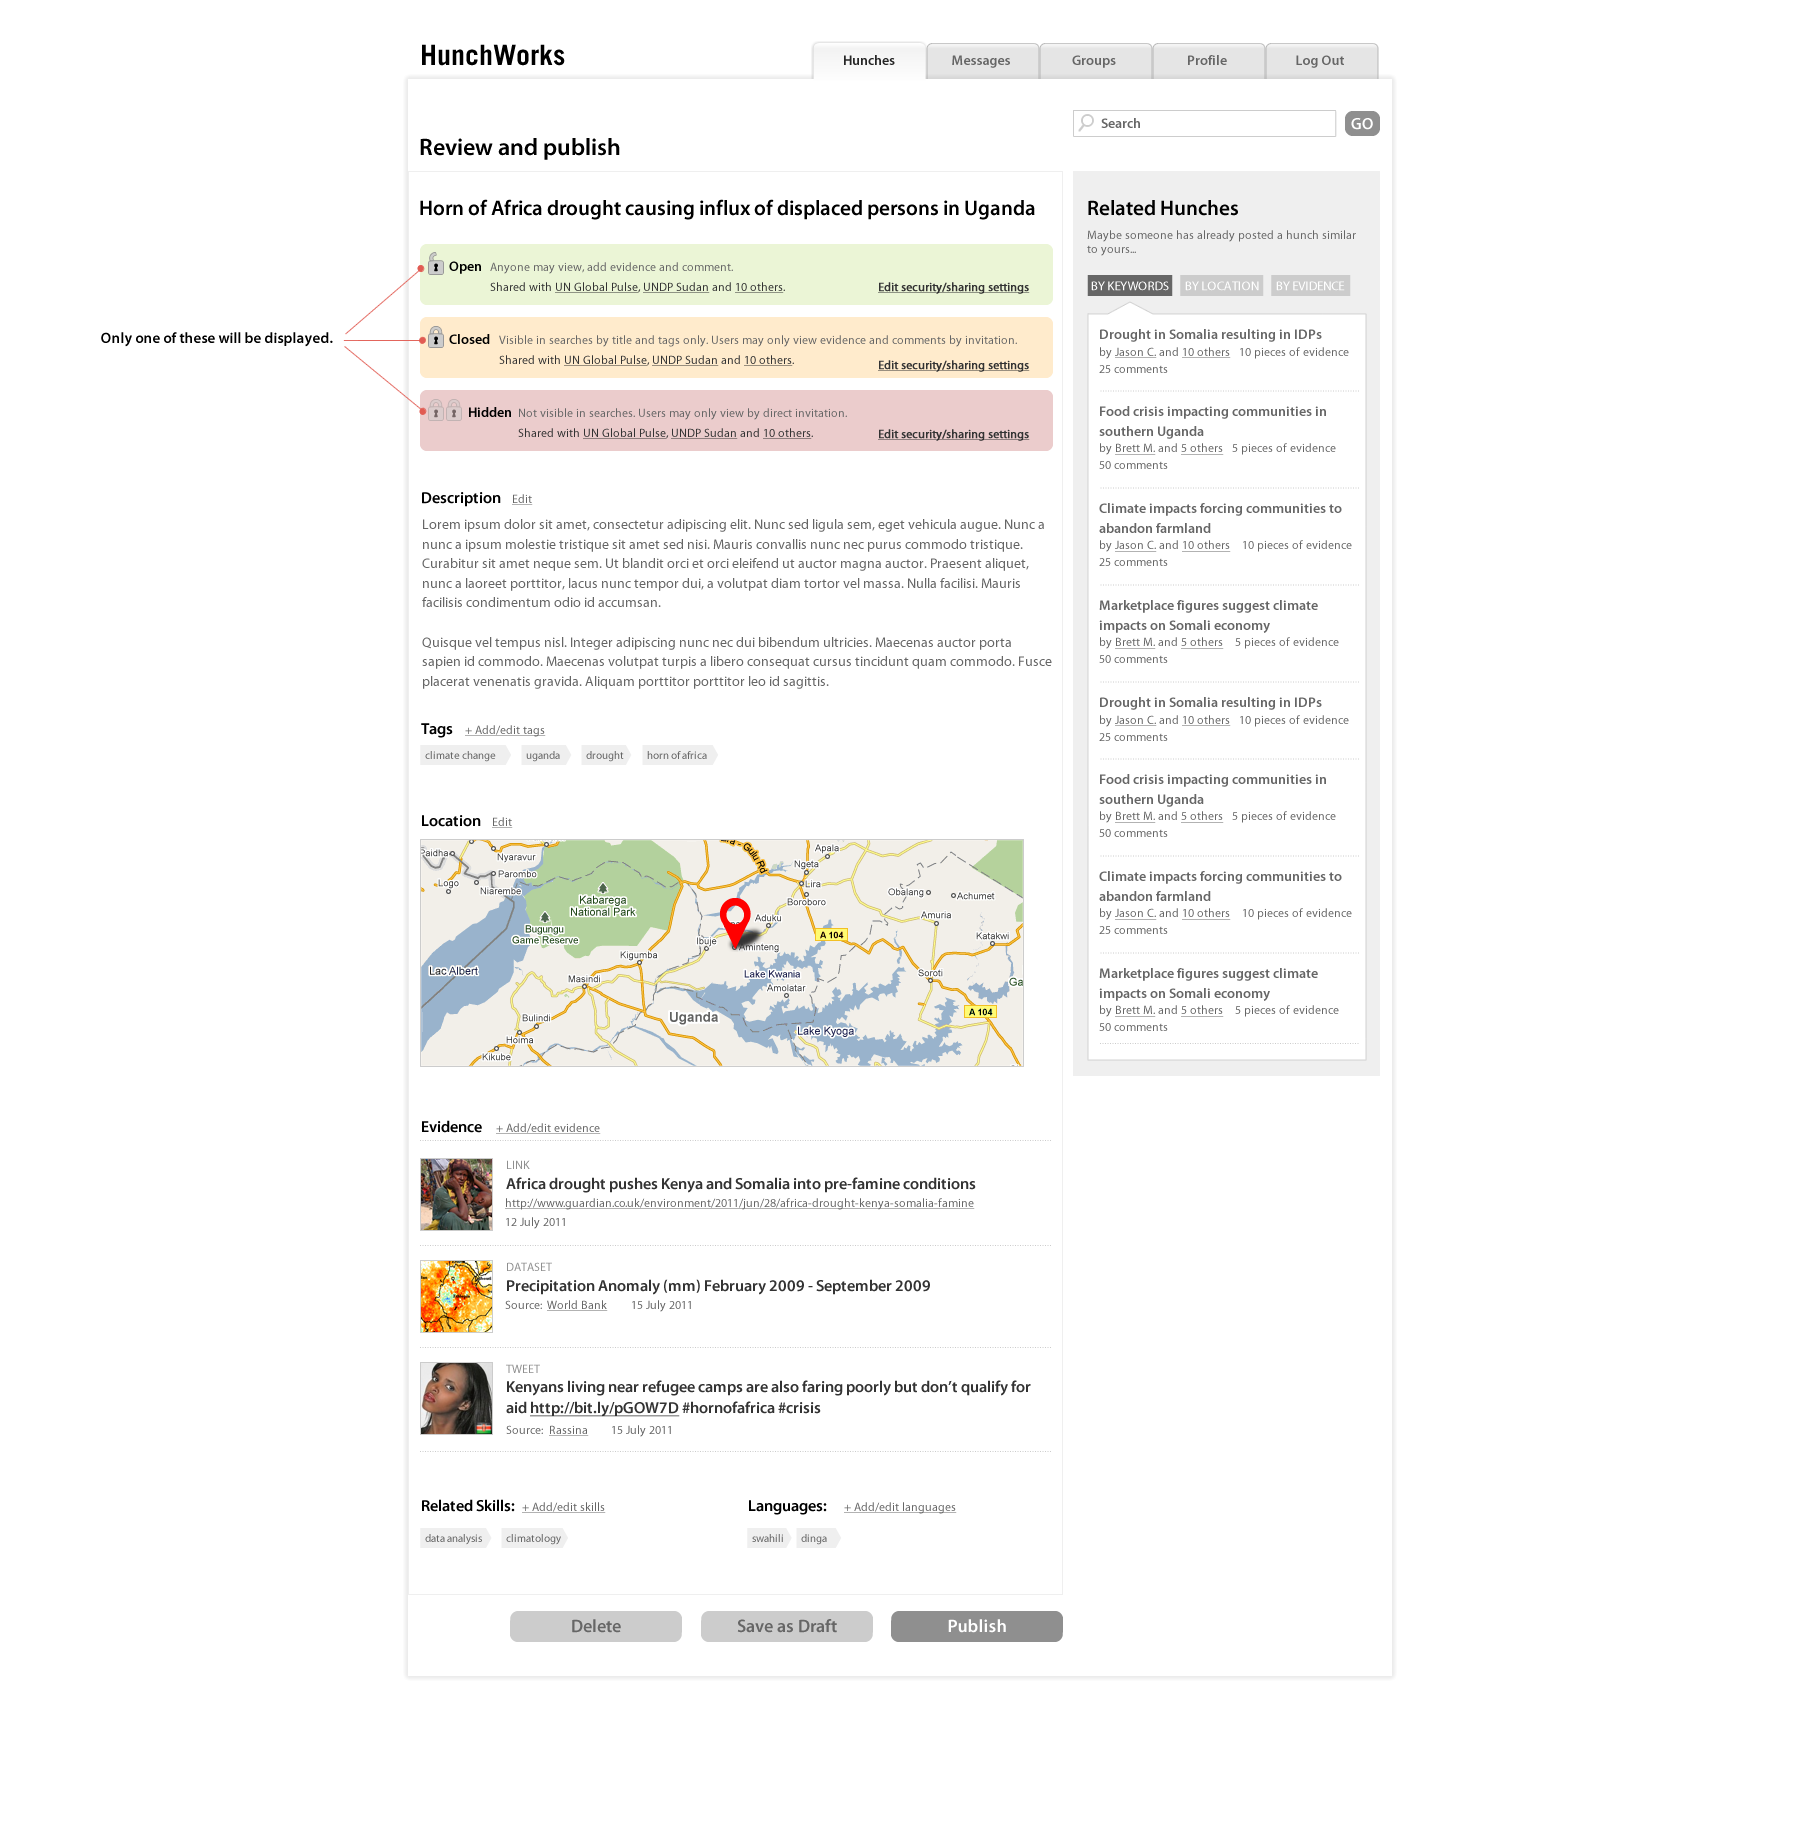 HunchWorks
Hunches
Messages
Groups
Profile
Log Out
Search
GO
Review and publish
Horn of Africa drought causing influx of displaced persons in Uganda
Only one of these will be displayed.
Open Anyone may view, add evidence and comment.
Shared with UN Global Pulse, UNDP Sudan and 10 others.
Edit security/sharing settings
Closed Visible in searches by title and tags only. Users may only view evidence and comments by invitation.
Shared with UN Global Pulse, UNDP Sudan and 10 others.
Edit security/sharing settings
Hidden Not visible in searches. Users may only view by direct invitation.
Shared with UN Global Pulse, UNDP Sudan and 10 others.
Edit security/sharing settings
Description Edit
Lorem ipsum dolor sit amet, consectetur adipiscing elit. Nunc sed ligula sem, eget vehicula augue. Nunc a
nunc a ipsum molestie tristique sit amet sed nisi. Mauris convallis nunc nec purus commodo tristique.
Curabitur sit amet neque sem. Ut blandit orci et orci eleifend ut auctor magna auctor. Praesent aliquet,
nunc a laoreet porttitor, lacus nunc tempor dui, a volutpat diam tortor vel massa. Nulla facilisi. Mauris
facilisis condimentum odio id accumsan.
Quisque vel tempus nisl. Integer adipiscing nunc nec dui bibendum ultricies. Maecenas auctor porta
sapien id commodo. Maecenas volutpat turpis a libero consequat cursus tincidunt quam commodo. Fusce
placerat venenatis gravida. Aliquam porttitor porttitor leo id sagittis.
Tags + Add/edit tags
climate change
uganda
drought
horn of africa
Location Edit
Paidha
Nyaravur
Parombo
Logo
Niarembe
Kabarega
National Park
Bugungu
Game Reserve
Lac Albert
- Gulu Rd
Apala
Ngeta
Lira
Boroboro
Obalang
Achumet
Aduku
Amuria
A 104
Katakwi
Ibuje
Aminteng
Kigumba
Masindi
Lake Kwania
Amolatar
Soroti
Ga
Bulindi
Uganda
A 104
Hoima
Lake Kyoga
Kikube
Evidence + Add/edit evidence
LINK
Africa drought pushes Kenya and Somalia into pre-famine conditions
http://www.guardian.co.uk/environment/2011/jun/28/africa-drought-kenya-somalia-famine
12 July 2011
DATASET
Precipitation Anomaly (mm) February 2009 - September 2009
Source: World Bank 15 July 2011
TWEET
Kenyans living near refugee camps are also faring poorly but don't qualify for
aid http://bit.ly/pGOW7D #hornofafrica #crisis
Source: Rassina 15 July 2011
Related Skills: + Add/edit skills
data analysis
climatology
Languages: + Add/edit languages
swahili
dinga
Delete
Save as Draft
Publish
Related Hunches
Maybe someone has already posted a hunch similar
to yours...
BY KEYWORDS
BY LOCATION
BY EVIDENCE
Drought in Somalia resulting in IDPs
by Jason C. and 10 others 10 pieces of evidence
25 comments
Food crisis impacting communities in
southern Uganda
by Brett M. and 5 others 5 pieces of evidence
50 comments
Climate impacts forcing communities to
abandon farmland
by Jason C. and 10 others 10 pieces of evidence
25 comments
Marketplace figures suggest climate
impacts on Somali economy
by Brett M. and 5 others 5 pieces of evidence
50 comments
Drought in Somalia resulting in IDPs
by Jason C. and 10 others 10 pieces of evidence
25 comments
Food crisis impacting communities in
southern Uganda
by Brett M. and 5 others 5 pieces of evidence
50 comments
Climate impacts forcing communities to
abandon farmland
by Jason C. and 10 others 10 pieces of evidence
25 comments
Marketplace figures suggest climate
impacts on Somali economy
by Brett M. and 5 others 5 pieces of evidence
50 comments